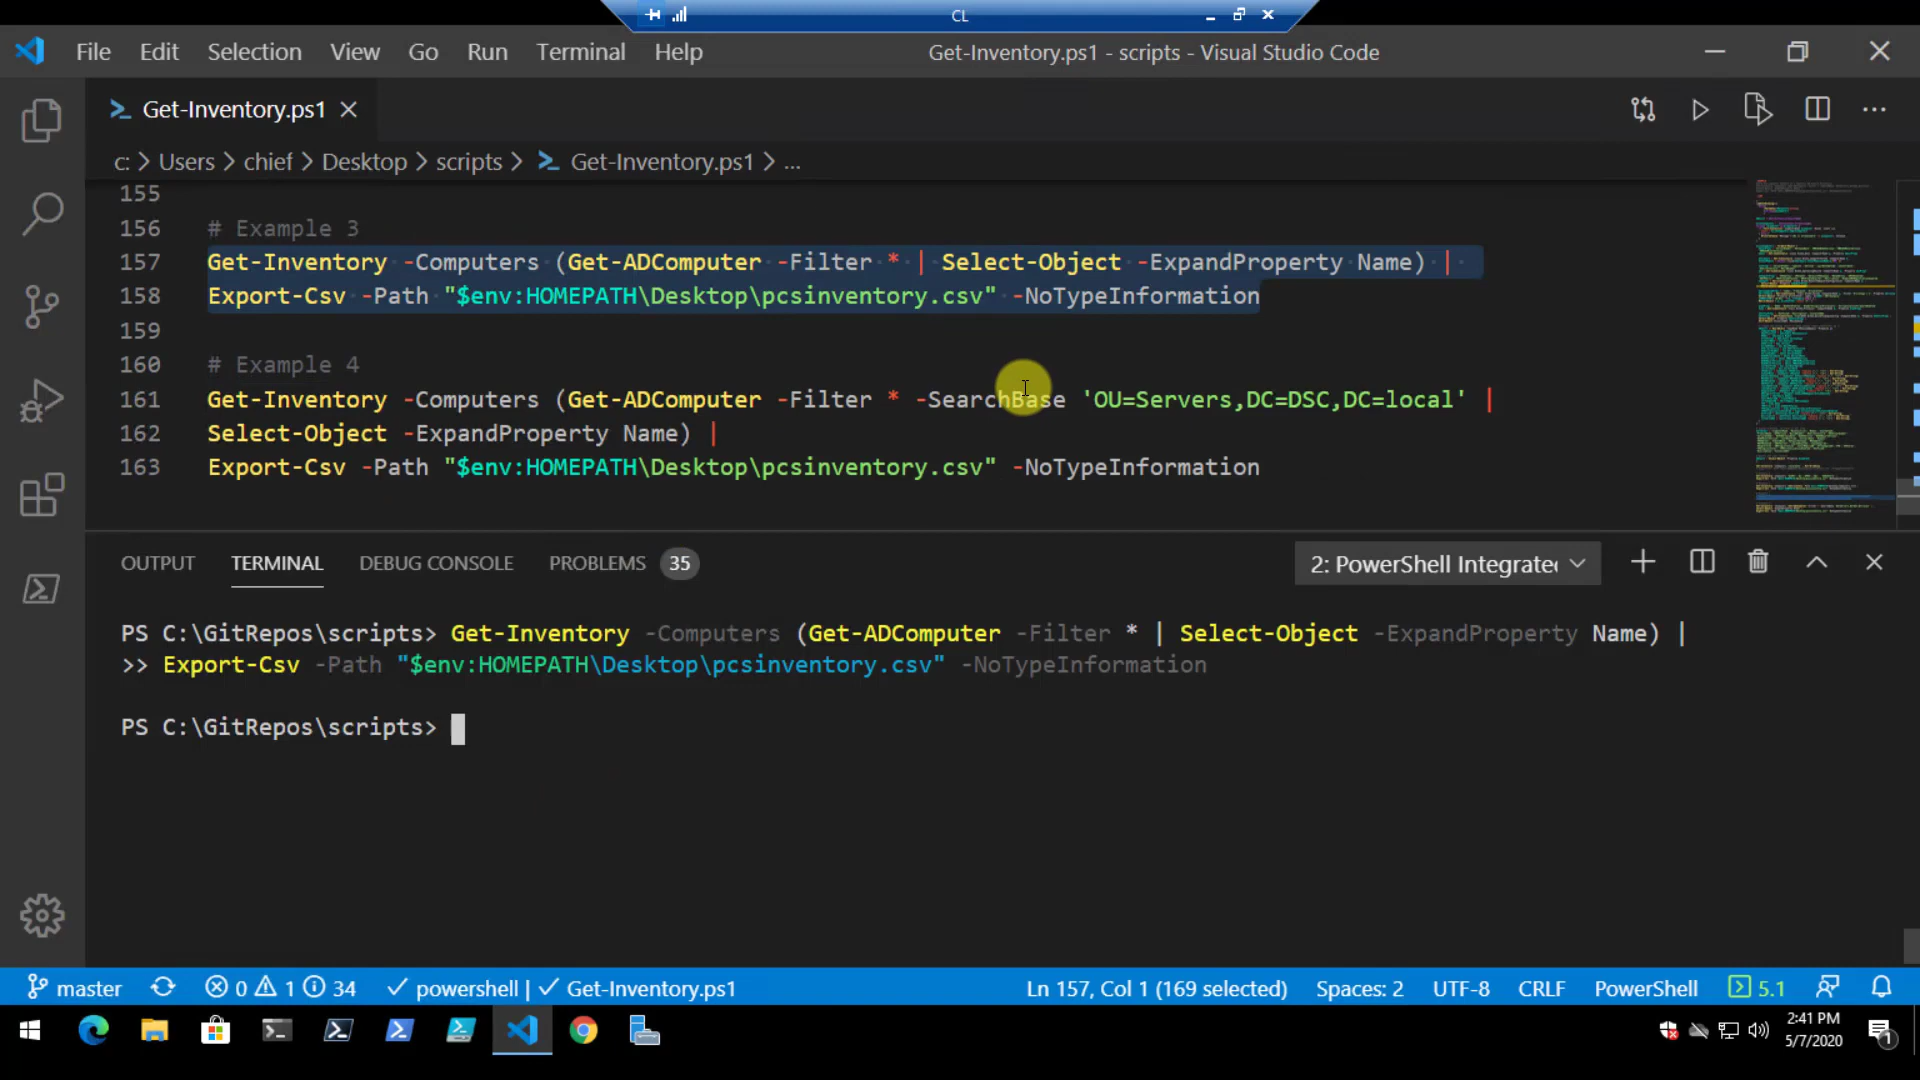 CL
File Edit Selection View Go Run Terminal Help Get-Inventory.ps1 - scripts - Visual Studio Code
Get-Inventory.ps1
c: > Users > chief > Desktop > scripts > Get-Inventory.ps1 > ...
155
156 # Example 3
157 Get-Inventory -Computers (Get-ADComputer -Filter * | Select-Object -ExpandProperty Name) |
158 Export-Csv -Path "$env:HOMEPATH\Desktop\pcsinventory.csv" -NoTypeInformation
159
160 # Example 4
161 Get-Inventory -Computers (Get-ADComputer -Filter * -SearchBase 'OU=Servers,DC=DSC,DC=local' |
162 Select-Object -ExpandProperty Name) |
163 Export-Csv -Path "$env:HOMEPATH\Desktop\pcsinventory.csv" -NoTypeInformation
OUTPUT TERMINAL DEBUG CONSOLE PROBLEMS 35 2: PowerShell Integrate
PS C:\GitRepos\scripts> Get-Inventory -Computers (Get-ADComputer -Filter * | Select-Object -ExpandProperty Name) |
>> Export-Csv -Path "$env:HOMEPATH\Desktop\pcsinventory.csv" -NoTypeInformation
PS C:\GitRepos\scripts>
master 0 1 34 powershell | Get-Inventory.ps1 Ln 157, Col 1 (169 selected) Spaces: 2 UTF-8 CRLF PowerShell 5.1
2:41 PM
5/7/2020
1